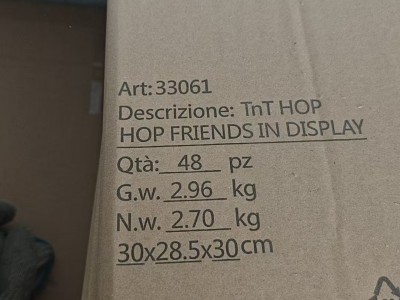 Art: 33061
Descrizione: TnT HOP
HOP FRIENDS IN DISPLAY
Qtà: 48 pz
G.w. 2.96 kg
N.w. 2.70 kg
30x28.5x30cm